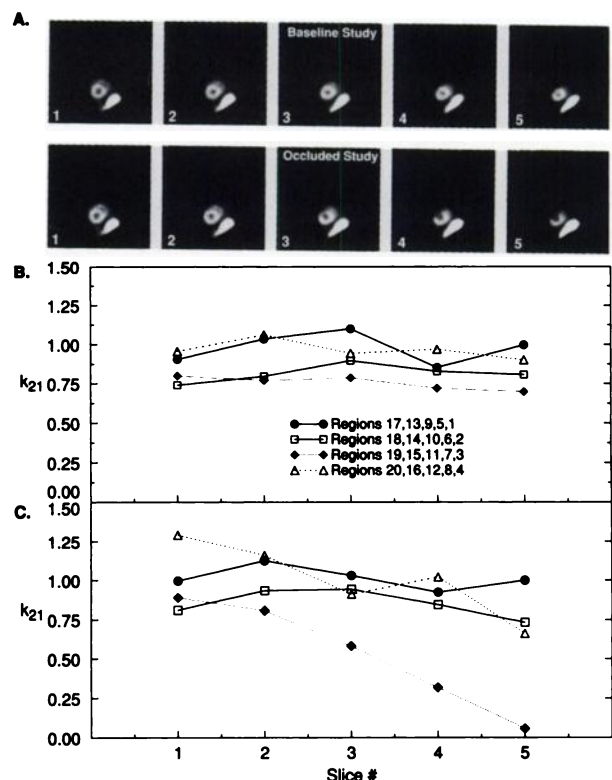 A.
Baseline Study
1 2 3 4 5
Occluded Study
1 2 3 4 5
B.
1.50
1.25
1.00
k21 0.75
0.50
0.25
0.00
Regions 17,13,9,5,1
Regions 18,14,10,6,2
Regions 19,15,11,7,3
Regions 20,16,12,8,4
C.
1.50
1.25
1.00
k21 0.75
0.50
0.25
0.00
1 2 3 4 5
Slice #